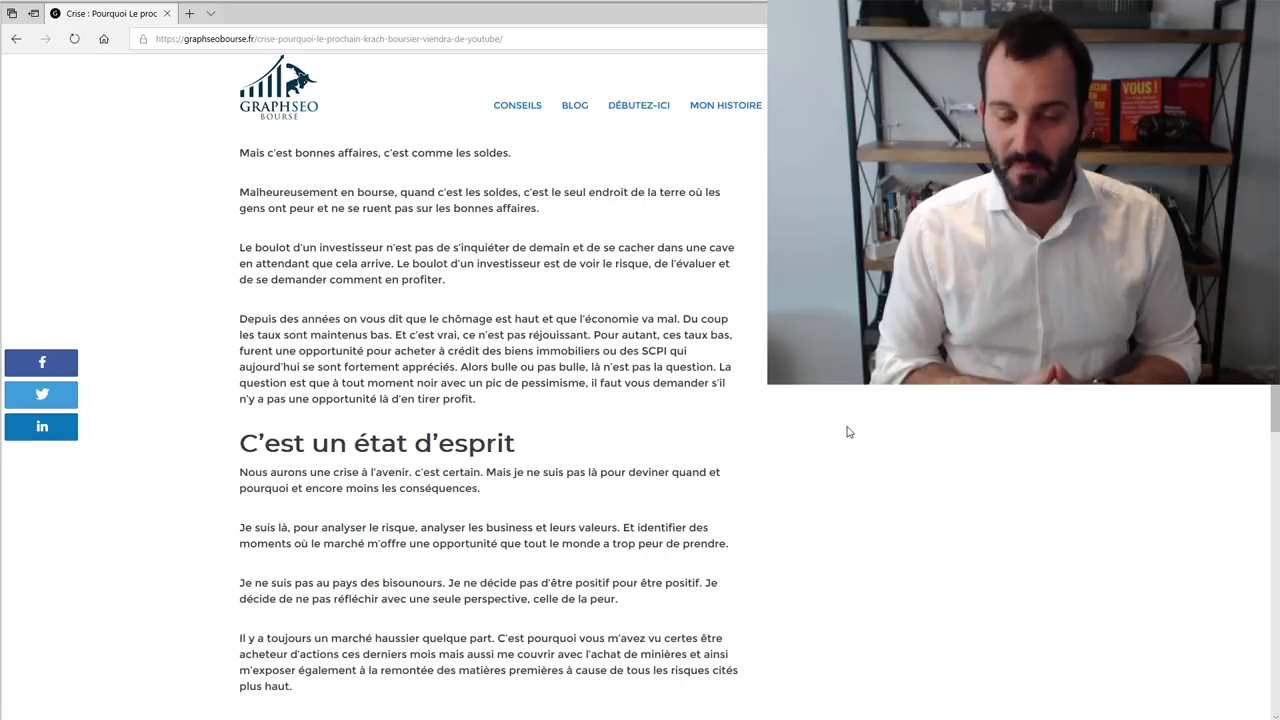 Crise : Pourquoi Le proc
https://graphseobourse.fr/crise-pourquoi-le-prochain-krach-boursier-viendra-de-youtube/
GRAPHSEO
BOURSE
CONSEILS BLOG DÉBUTEZ-ICI MON HISTOIRE
Mais c'est bonnes affaires, c'est comme les soldes.
Malheureusement en bourse, quand c'est les soldes, c'est le seul endroit de la terre où les
gens ont peur et ne se ruent pas sur les bonnes affaires.
Le boulot d'un investisseur n'est pas de s'inquiéter de demain et de se cacher dans une cave
en attendant que cela arrive. Le boulot d'un investisseur est de voir le risque, de l'évaluer et
de se demander comment en profiter.
Depuis des années on vous dit que le chômage est haut et que l'économie va mal. Du coup
les taux sont maintenus bas. Et c'est vrai, ce n'est pas réjouissant. Pour autant, ces taux bas,
furent une opportunité pour acheter à crédit des biens immobiliers ou des SCPI qui
aujourd'hui se sont fortement appréciés. Alors bulle ou pas bulle, là n'est pas la question. La
question est que à tout moment noir avec un pic de pessimisme, il faut vous demander s'il
n'y a pas une opportunité là d'en tirer profit.
C'est un état d'esprit
Nous aurons une crise à l'avenir. c'est certain. Mais je ne suis pas là pour deviner quand et
pourquoi et encore moins les conséquences.
Je suis là, pour analyser le risque, analyser les business et leurs valeurs. Et identifier des
moments où le marché m'offre une opportunité que tout le monde a trop peur de prendre.
Je ne suis pas au pays des bisounours. Je ne décide pas d'être positif pour être positif. Je
décide de ne pas réfléchir avec une seule perspective, celle de la peur.
Il y a toujours un marché haussier quelque part. C'est pourquoi vous m'avez vu certes être
acheteur d'actions ces derniers mois mais aussi me couvrir avec l'achat de minières et ainsi
m'exposer également à la remontée des matières premières à cause de tous les risques cités
plus haut.
VOUS !